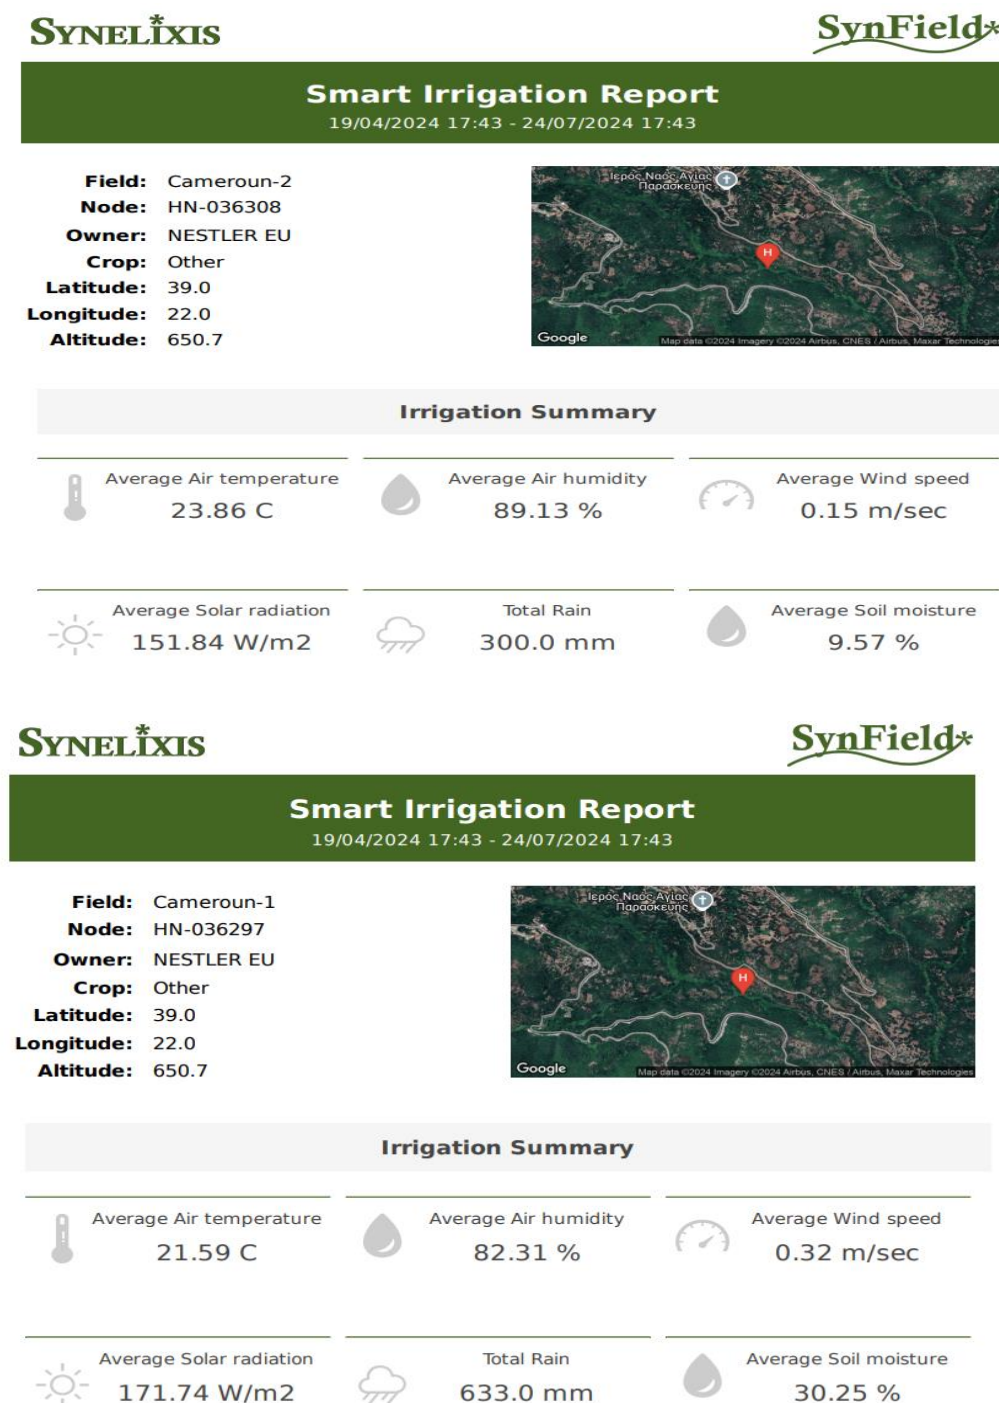 SYNELIXIS
SynField*
Smart Irrigation Report
19/04/2024 17:43 - 24/07/2024 17:43
Field: Cameroun-2
Node: HN-036308
Owner: NESTLER EU
Crop: Other
Latitude: 39.0
Longitude: 22.0
Altitude: 650.7
Ιερός Ναός Αγίας
Παρασκευής
H
Google
Map data ©2024 Imagery ©2024 Airbus, CNES / Airbus, Maxar Technologies
Irrigation Summary
Average Air temperature
23.86 C
Average Air humidity
89.13 %
Average Wind speed
0.15 m/sec
Average Solar radiation
151.84 W/m2
Total Rain
300.0 mm
Average Soil moisture
9.57 %
SYNELIXIS
SynField*
Smart Irrigation Report
19/04/2024 17:43 - 24/07/2024 17:43
Field: Cameroun-1
Node: HN-036297
Owner: NESTLER EU
Crop: Other
Latitude: 39.0
Longitude: 22.0
Altitude: 650.7
Ιερός Ναός Αγίας
Παρασκευής
H
Google
Map data ©2024 Imagery ©2024 Airbus, CNES / Airbus, Maxar Technologies
Irrigation Summary
Average Air temperature
21.59 C
Average Air humidity
82.31 %
Average Wind speed
0.32 m/sec
Average Solar radiation
171.74 W/m2
Total Rain
633.0 mm
Average Soil moisture
30.25 %